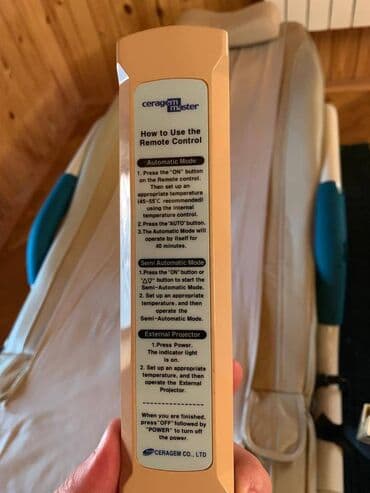 ceragem
master
How to Use the
Remote Control
Automatic Mode
1. Press the "ON" button
on the Remote control.
Then set up an
appropriate temperature
(45~55°C recommended)
using the internal
temperature control.
2. Press the "AUTO" button.
3. The Automatic Mode will
operate by itself for
40 minutes.
Semi Automatic Mode
1. Press the "ON" button or
"△▽" button to start the
Semi-Automatic Mode.
2. Set up an appropriate
temperature, and then
operate the
Semi-Automatic Mode.
External Projector
1. Press Power.
The indicator light
is on.
2. Set up an appropriate
temperature, and then
operate the External
Projector.
When you are finished,
press "OFF" followed by
"POWER" to turn off
the power.
CERAGEM CO., LTD